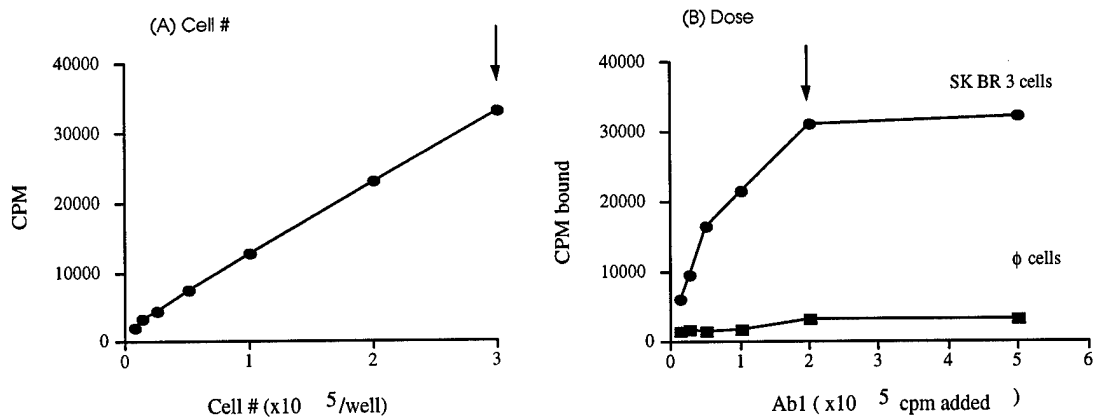 (A) Cell #
40000
30000
20000
10000
0
CPM
0 1 2 3
Cell # (x10 5/well)
(B) Dose
40000
30000
20000
10000
0
CPM bound
SK BR 3 cells
ϕ cells
0 1 2 3 4 5 6
Ab1 ( x10 5 cpm added )